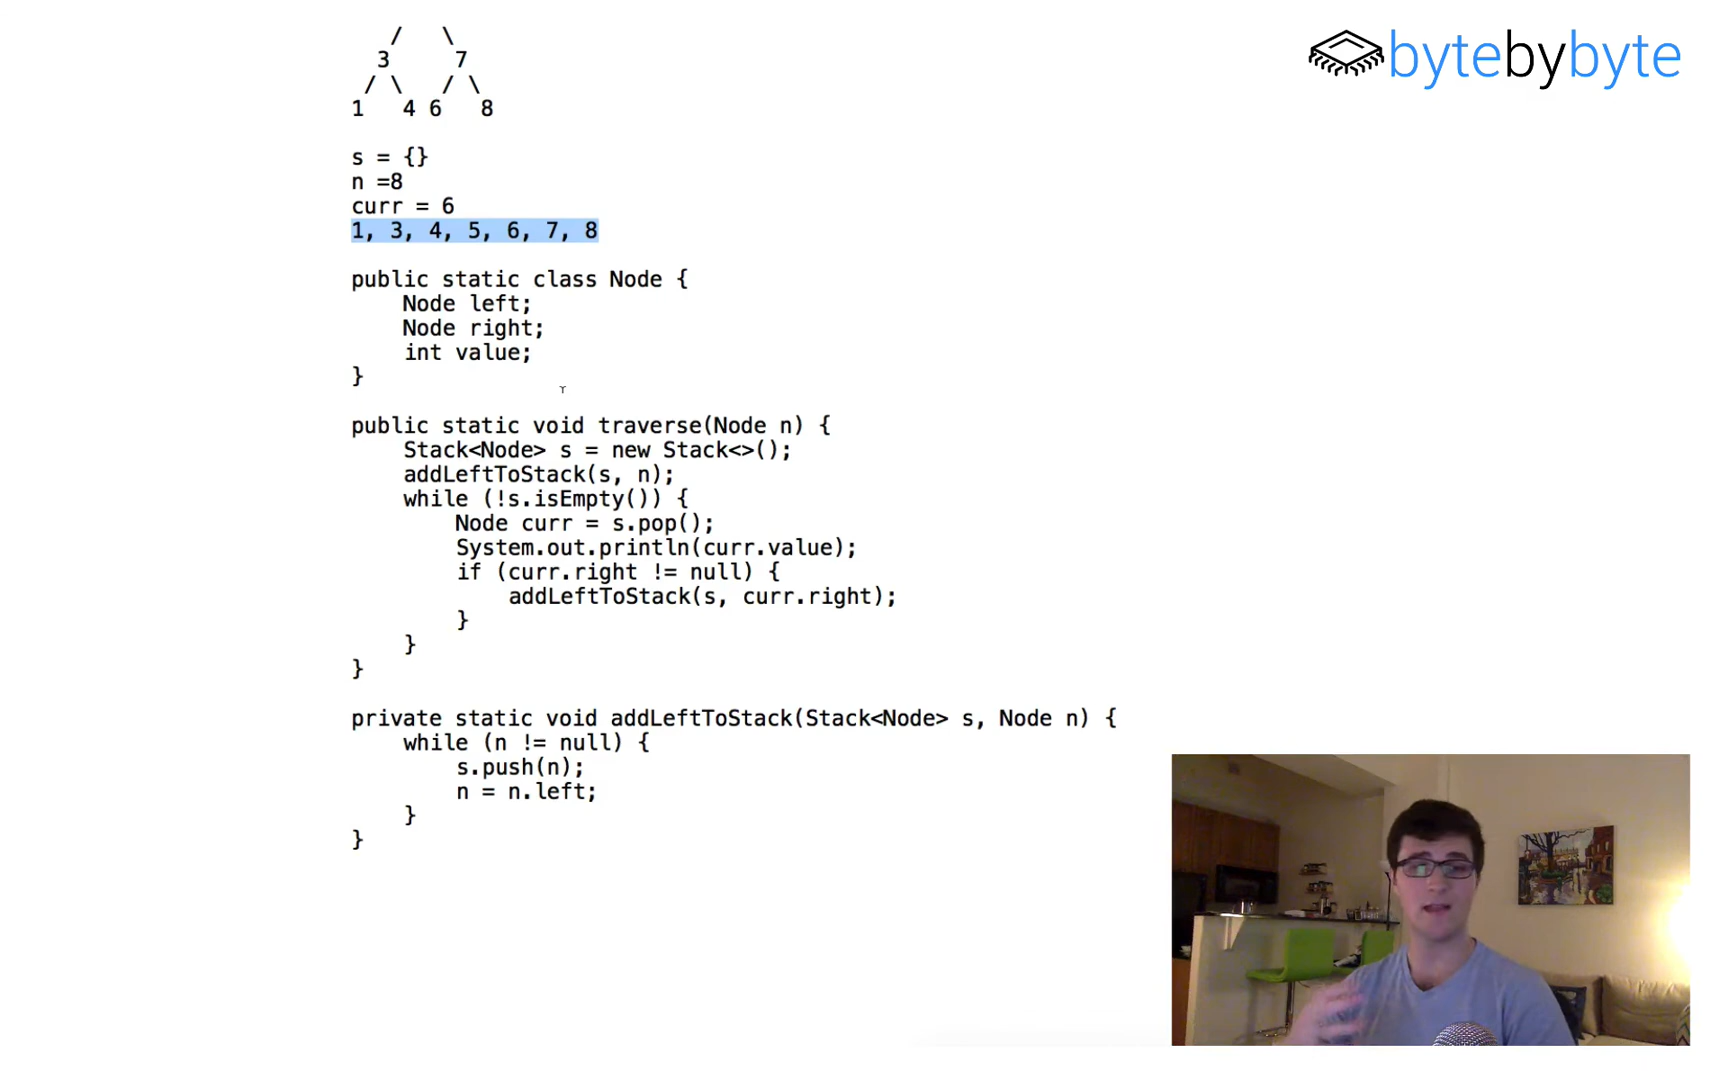 bytebybyte
/ \
3 7
/ \ / \
1 4 6 8
s = {}
n =8
curr = 6
1, 3, 4, 5, 6, 7, 8
public static class Node {
    Node left;
    Node right;
    int value;
}
public static void traverse(Node n) {
    Stack<Node> s = new Stack<>();
    addLeftToStack(s, n);
    while (!s.isEmpty()) {
        Node curr = s.pop();
        System.out.println(curr.value);
        if (curr.right != null) {
            addLeftToStack(s, curr.right);
        }
    }
}
private static void addLeftToStack(Stack<Node> s, Node n) {
    while (n != null) {
        s.push(n);
        n = n.left;
    }
}